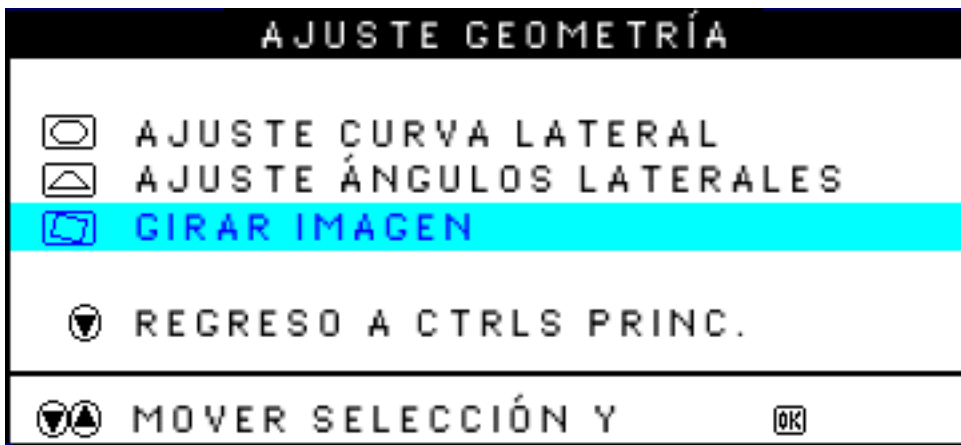 AJUSTE GEOMETRÍA
AJUSTE CURVA LATERAL
AJUSTE ÁNGULOS LATERALES
GIRAR IMAGEN
REGRESO A CTRLS PRINC.
MOVER SELECCIÓN Y OK